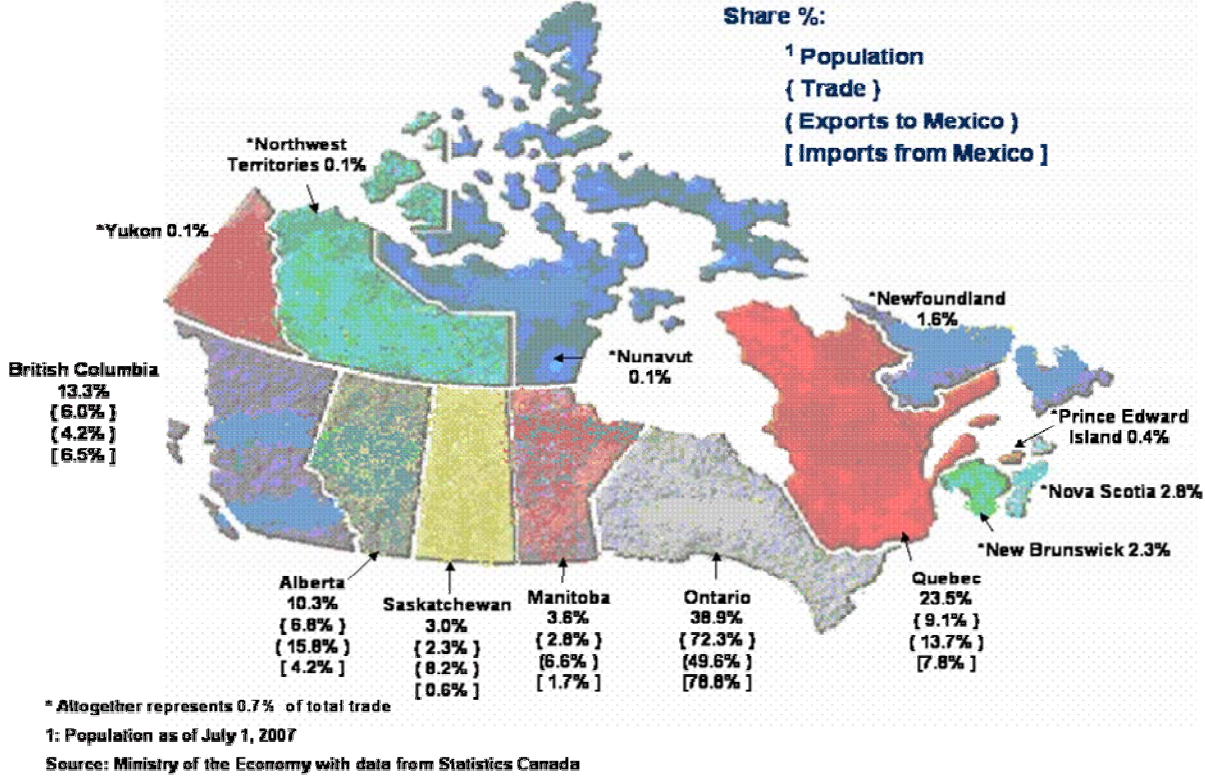 Share %:
1 Population
{ Trade }
( Exports to Mexico )
[ Imports from Mexico ]
*Northwest
Territories 0.1%
*Yukon 0.1%
*Newfoundland
1.6%
*Nunavut
0.1%
British Columbia
13.3%
{ 6.0% }
( 4.2% )
[ 6.5% ]
*Prince Edward
Island 0.4%
*Nova Scotia 2.8%
*New Brunswick 2.3%
Alberta
10.3%
{ 6.8% }
( 15.8% )
[ 4.2% ]
Saskatchewan
3.0%
{ 2.3% }
( 8.2% )
[ 0.6% ]
Manitoba
3.6%
{ 2.8% }
(6.6% )
[ 1.7% ]
Ontario
38.9%
{ 72.3% }
(49.6% )
[78.8% ]
Quebec
23.5%
{ 9.1% }
( 13.7% )
[7.8% ]
* Altogether represents 0.7% of total trade
1: Population as of July 1, 2007
Source: Ministry of the Economy with data from Statistics Canada